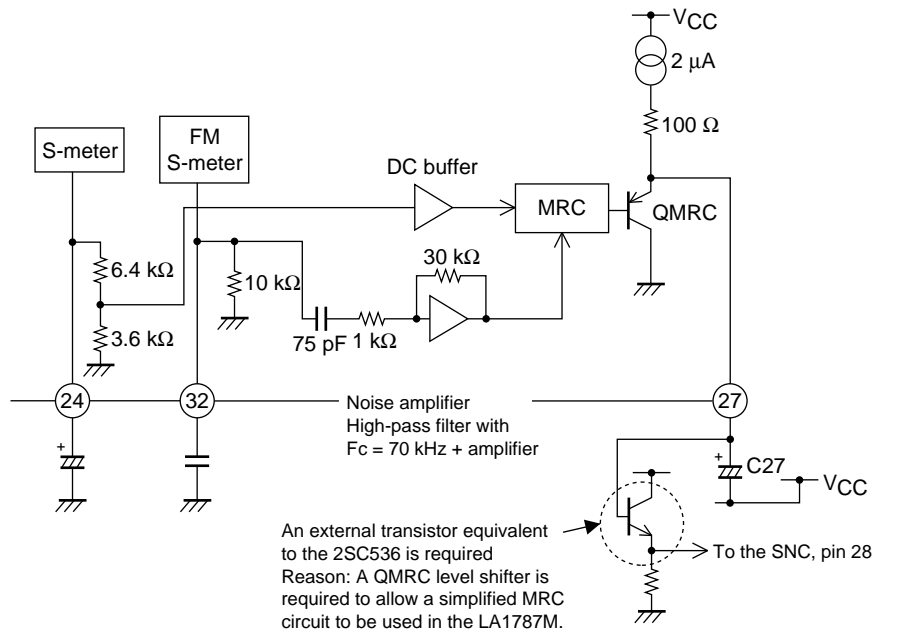 VCC
2 μA
100 Ω
S-meter
FM
S-meter
DC buffer
MRC
QMRC
6.4 kΩ
3.6 kΩ
10 kΩ
30 kΩ
75 pF
1 kΩ
24
32
27
Noise amplifier
High-pass filter with
Fc = 70 kHz + amplifier
+
+
C27
VCC
An external transistor equivalent
to the 2SC536 is required
Reason: A QMRC level shifter is
required to allow a simplified MRC
circuit to be used in the LA1787M.
To the SNC, pin 28